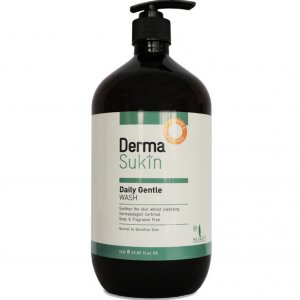 Derma
Sukin
Daily Gentle
WASH
Soothes the skin whilst cleansing
Dermatologist Certified
Soap & Fragrance Free
Normal to Sensitive Skin